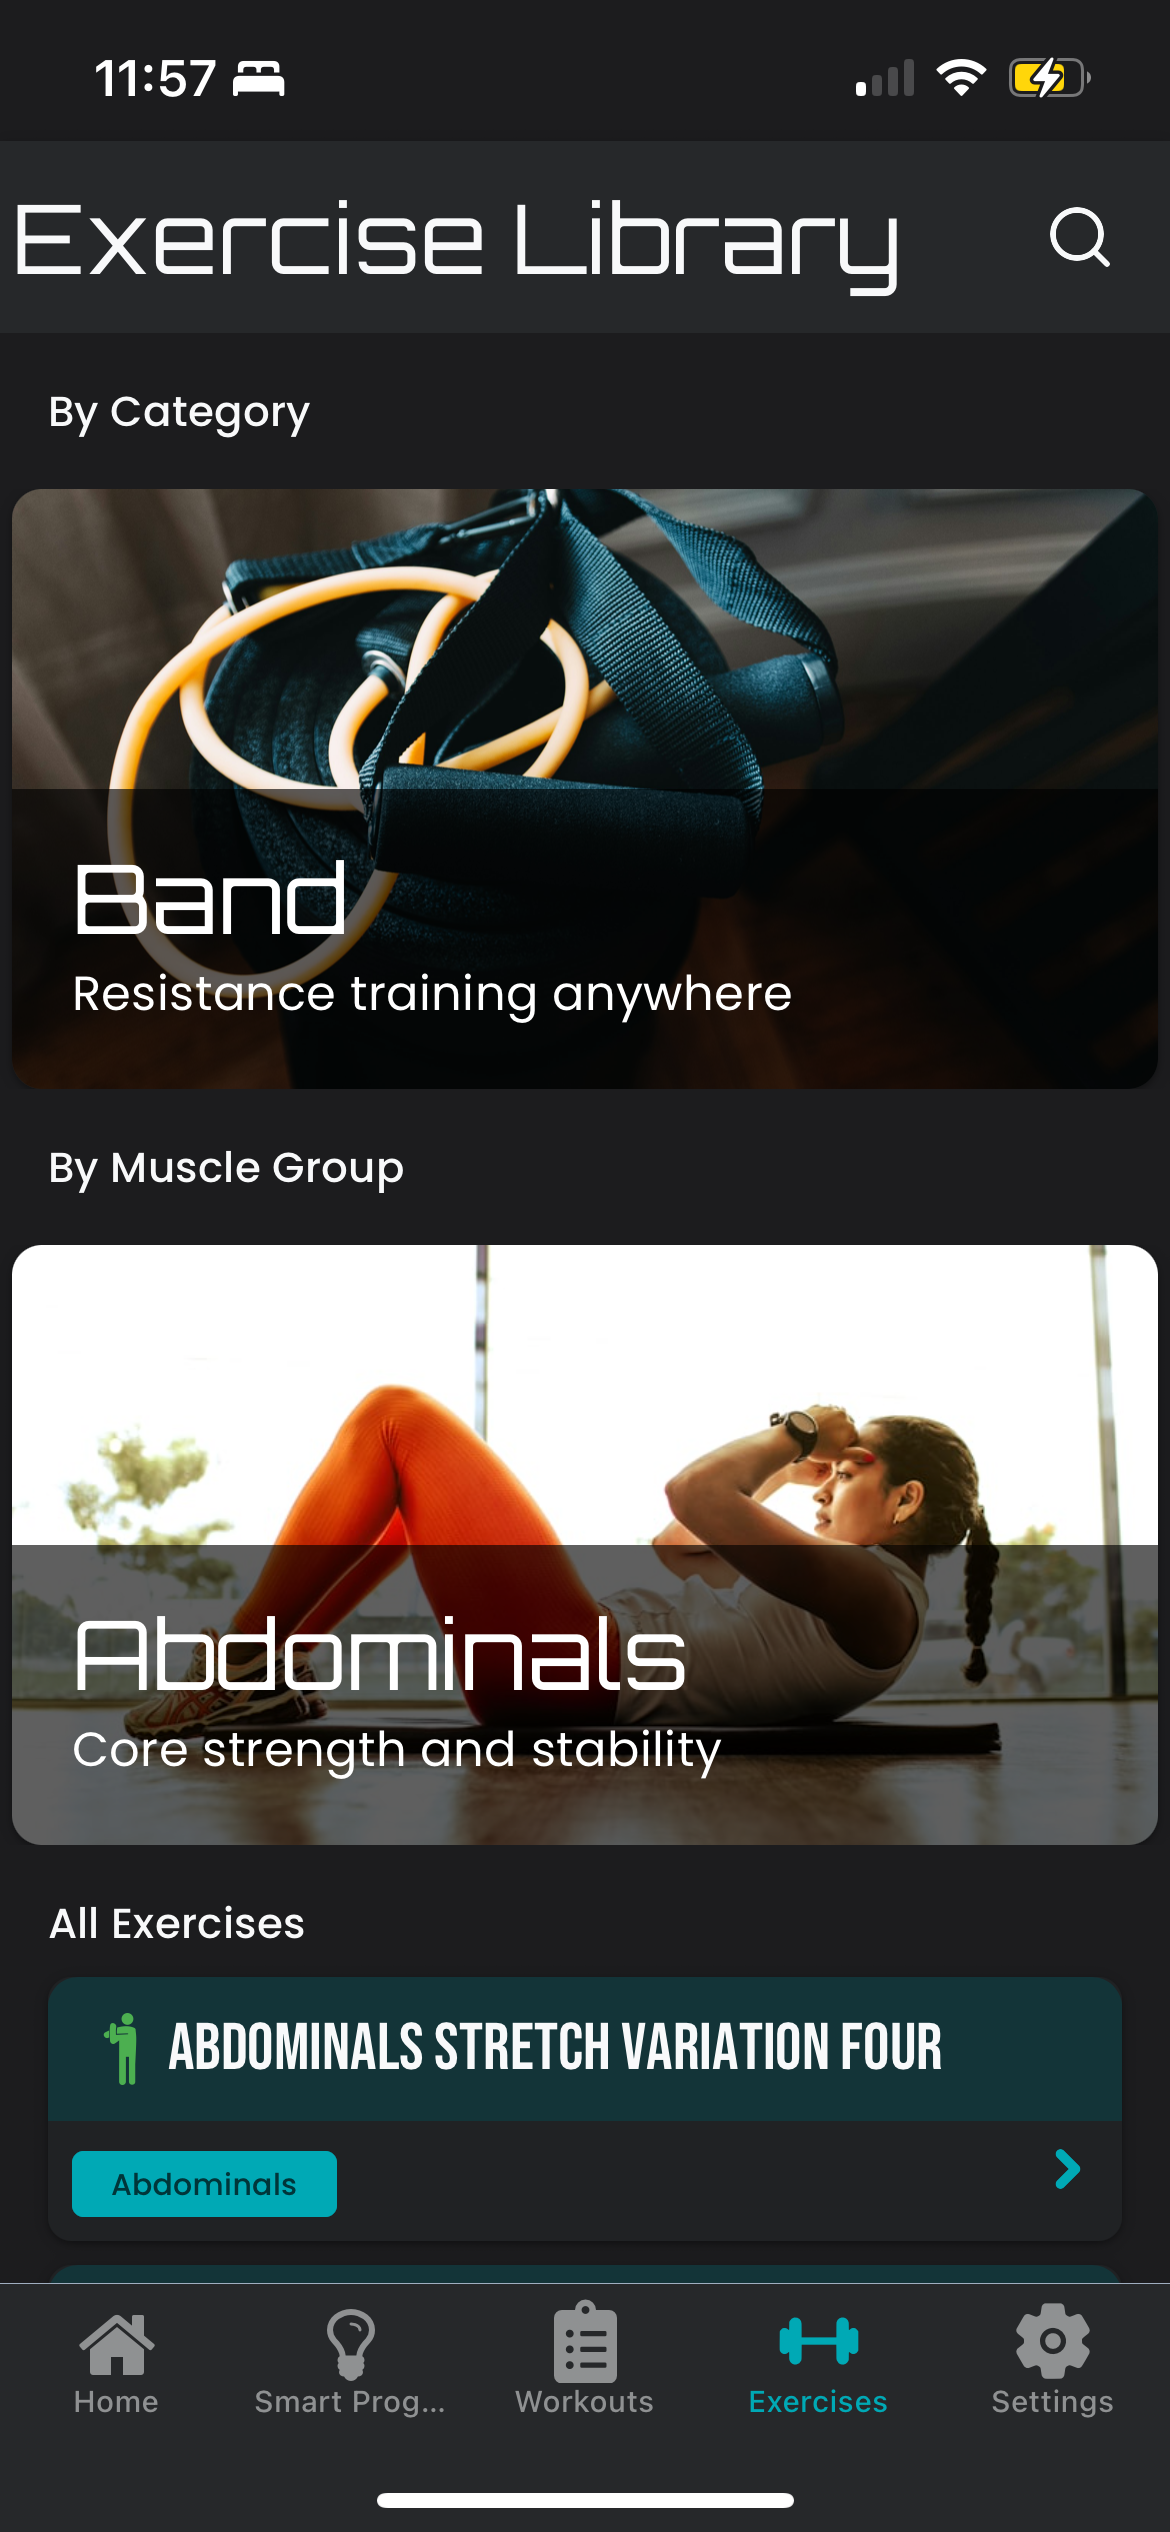 11:57
Exercise Library
By Category
Band
Resistance training anywhere
By Muscle Group
Abdominals
Core strength and stability
All Exercises
ABDOMINALS STRETCH VARIATION FOUR
Abdominals
Home
Smart Prog...
Workouts
Exercises
Settings